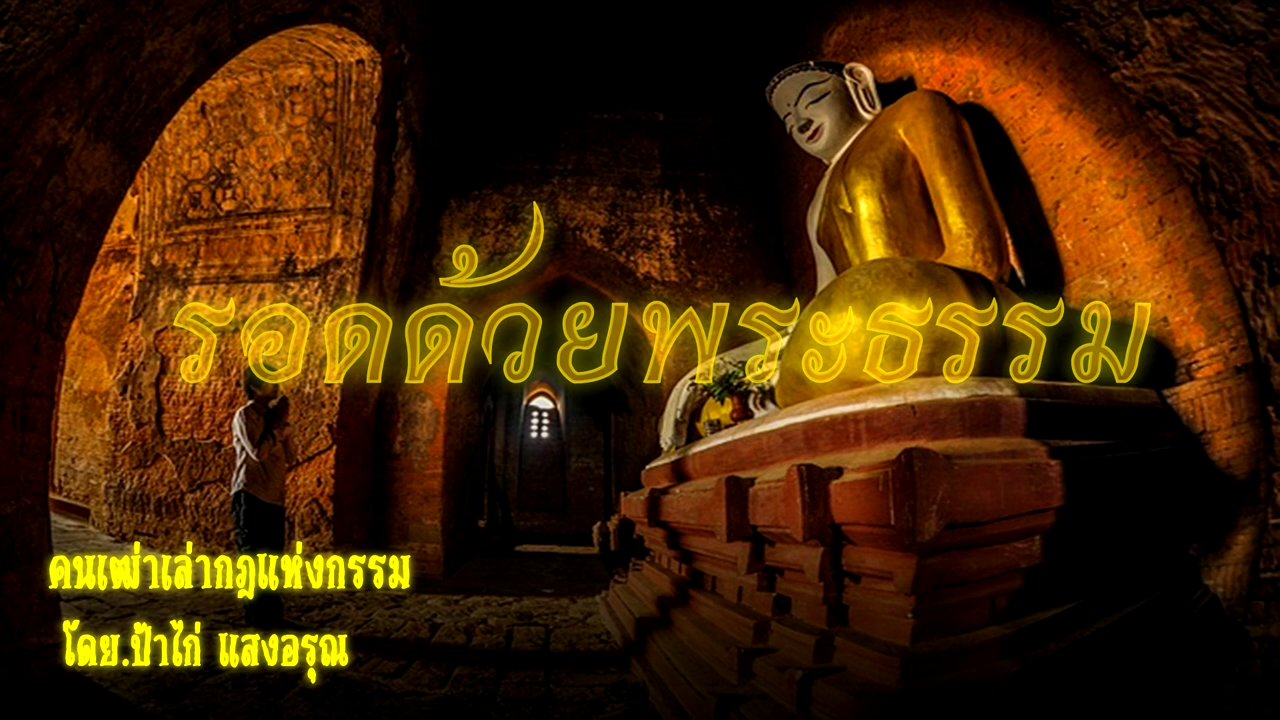 รอดด้วยพระธรรม
คนเฒ่าเล่ากฎแห่งกรรม
โดย.ป้าไก่ แสงอรุณ